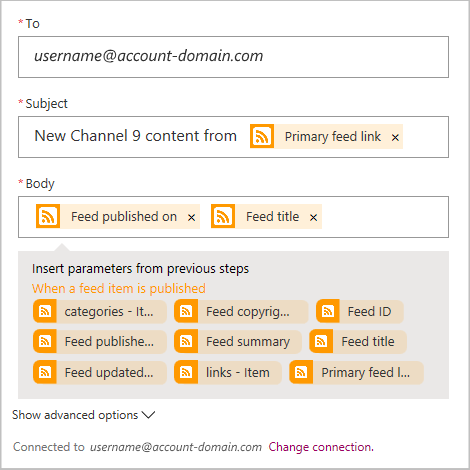 * To
username@account-domain.com
* Subject
New Channel 9 content from Primary feed link ×
* Body
Feed published on × Feed title ×
Insert parameters from previous steps
When a feed item is published
categories - It... Feed copyrig... Feed ID
Feed publishe... Feed summary Feed title
Feed updated... links - Item Primary feed l...
Show advanced options
Connected to username@account-domain.com Change connection.